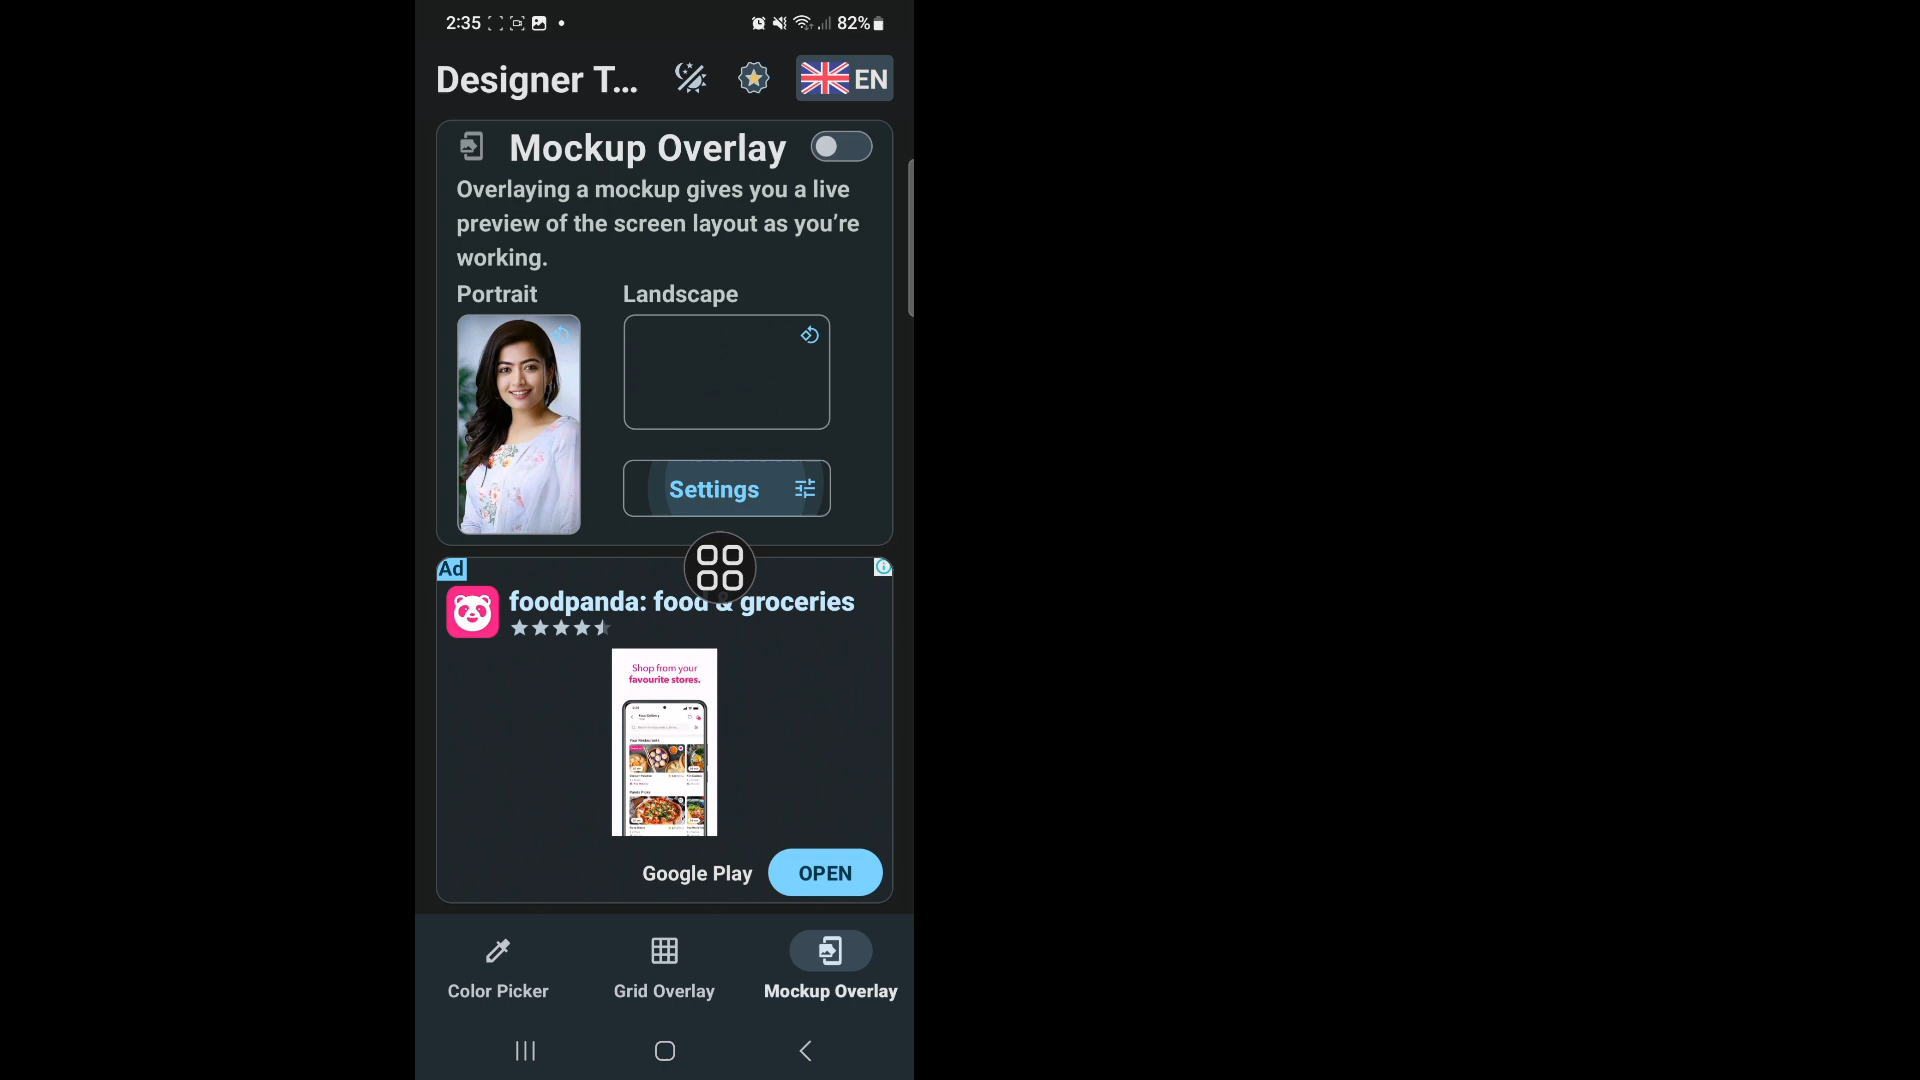 2:35
82%
Designer T...
EN
Mockup Overlay
Overlaying a mockup gives you a live
preview of the screen layout as you’re
working.
Portrait
Landscape
Settings
Ad
foodpanda: food & groceries
Shop from your
favourite stores.
Google Play
OPEN
Color Picker
Grid Overlay
Mockup Overlay